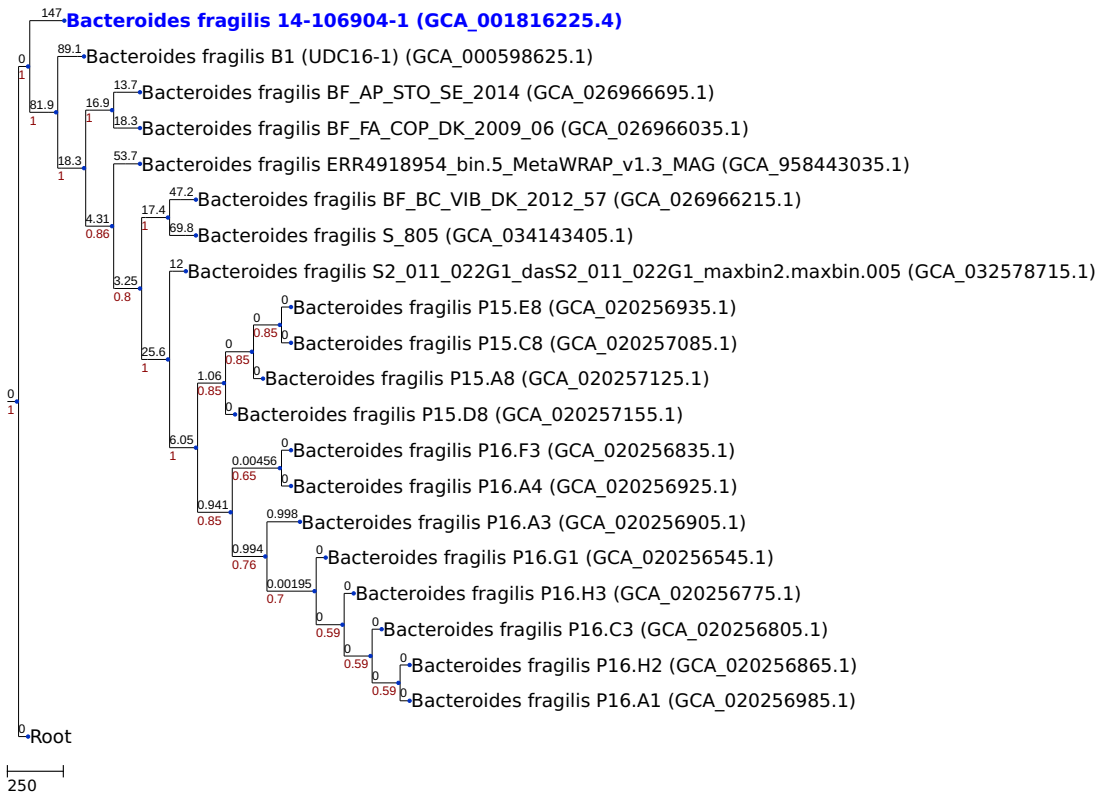 147
Bacteroides fragilis 14-106904-1 (GCA_001816225.4)
0
1
89.1
Bacteroides fragilis B1 (UDC16-1) (GCA_000598625.1)
81.9
1
13.7
Bacteroides fragilis BF_AP_STO_SE_2014 (GCA_026966695.1)
16.9
1
18.3
Bacteroides fragilis BF_FA_COP_DK_2009_06 (GCA_026966035.1)
18.3
1
53.7
Bacteroides fragilis ERR4918954_bin.5_MetaWRAP_v1.3_MAG (GCA_958443035.1)
4.31
0.86
47.2
Bacteroides fragilis BF_BC_VIB_DK_2012_57 (GCA_026966215.1)
17.4
1
69.8
Bacteroides fragilis S_805 (GCA_034143405.1)
3.25
0.8
12
Bacteroides fragilis S2_011_022G1_dasS2_011_022G1_maxbin2.maxbin.005 (GCA_032578715.1)
0
Bacteroides fragilis P15.E8 (GCA_020256935.1)
0
0.85
0
Bacteroides fragilis P15.C8 (GCA_020257085.1)
0
0.85
25.6
1
0
Bacteroides fragilis P15.A8 (GCA_020257125.1)
1.06
0.85
0
Bacteroides fragilis P15.D8 (GCA_020257155.1)
0
1
6.05
1
0
Bacteroides fragilis P16.F3 (GCA_020256835.1)
0.00456
0.65
0
Bacteroides fragilis P16.A4 (GCA_020256925.1)
0.941
0.85
0.998
Bacteroides fragilis P16.A3 (GCA_020256905.1)
0.994
0.76
0
Bacteroides fragilis P16.G1 (GCA_020256545.1)
0.00195
0.7
0
Bacteroides fragilis P16.H3 (GCA_020256775.1)
0
0.59
0
Bacteroides fragilis P16.C3 (GCA_020256805.1)
0
0.59
0
Bacteroides fragilis P16.H2 (GCA_020256865.1)
0
0.59
0
Bacteroides fragilis P16.A1 (GCA_020256985.1)
0
Root
250